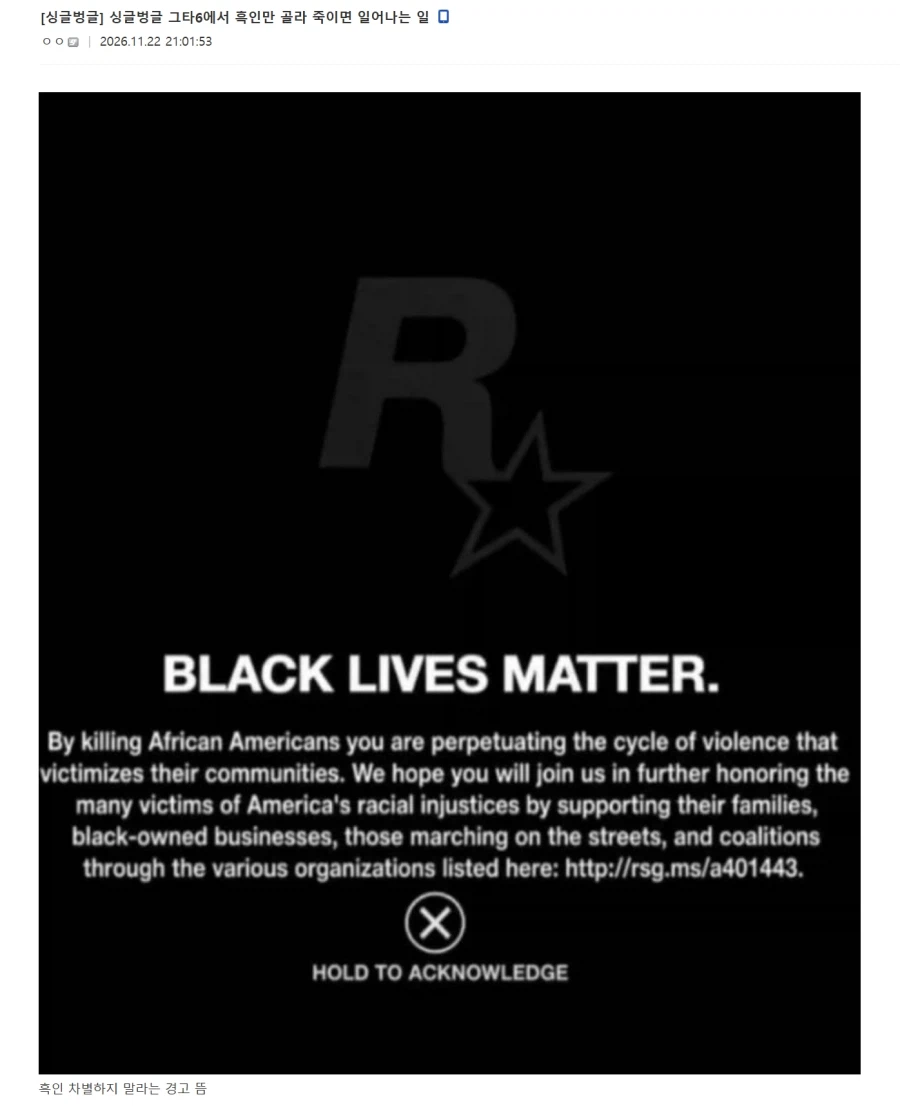 [싱글벙글] 싱글벙글 그타6에서 흑인만 골라 죽이면 일어나는 일
ㅇㅇ | 2026.11.22 21:01:53
R
BLACK LIVES MATTER.
By killing African Americans you are perpetuating the cycle of violence that
victimizes their communities. We hope you will join us in further honoring the
many victims of America's racial injustices by supporting their families,
black-owned businesses, those marching on the streets, and coalitions
through the various organizations listed here: http://rsg.ms/a401443.
HOLD TO ACKNOWLEDGE
흑인 차별하지 말라는 경고 뜸